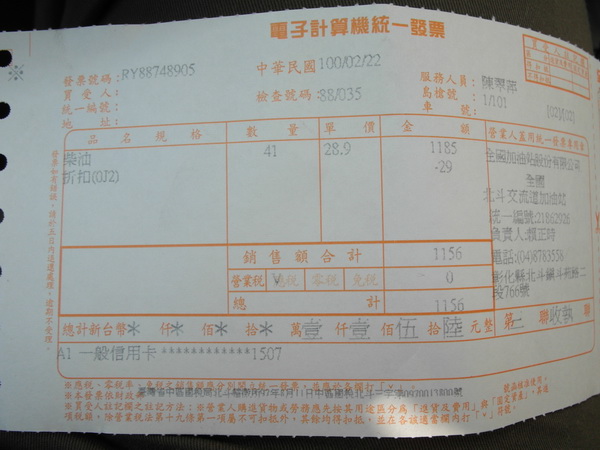 電子計算機統一發票
發票號碼：RY88748905
中華民國100/02/22
服務人員：陳翠萍
買受人：
檢查號碼：88/035
島槍號：1/101
統一編號：
車號：
地址：
品名規格 數量 單價 金額 營業人蓋用統一發票專用章
柴油 41 28.9 1185
折扣(0J2) -29
全國加油站股份有限公司
全國
北斗交流道加油站
統一編號:21862926
負責人:賴正時
電話:(04)8783558
彰化縣北斗鎮斗苑路二
段766號
銷售額合計 1156
營業稅 應稅 V 零稅 免稅 0
總計 1156
總計新台幣* 仟* 佰* 拾* 萬壹仟壹佰伍拾陸元整 第二聯收執聯
A1 一般信用卡 ************1507